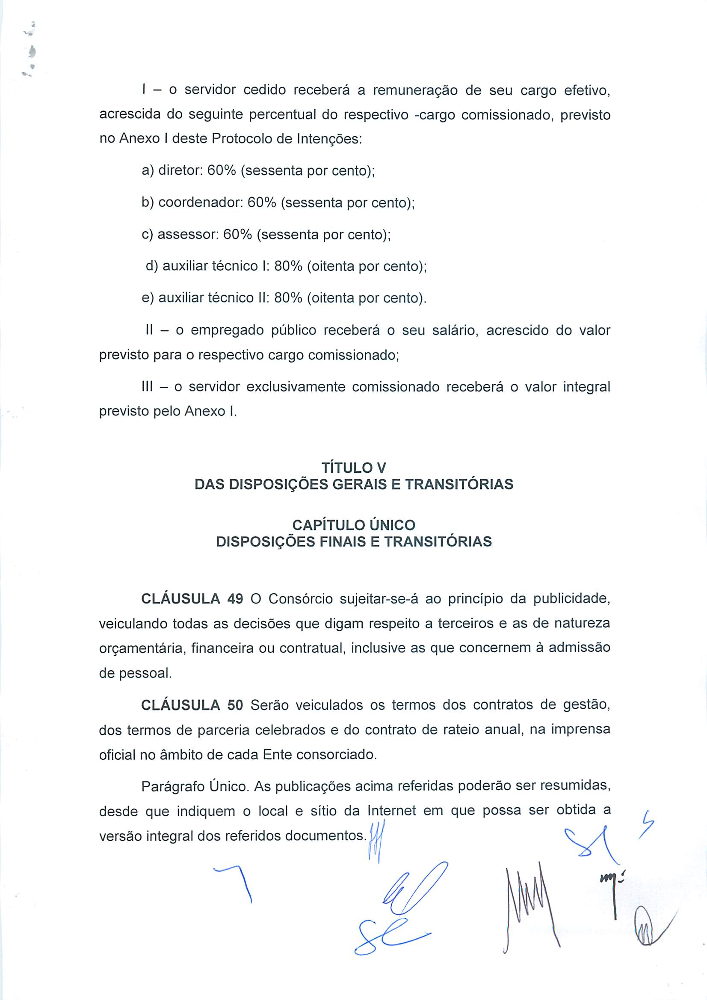 I – o servidor cedido receberá a remuneração de seu cargo efetivo,
acrescida do seguinte percentual do respectivo -cargo comissionado, previsto
no Anexo I deste Protocolo de Intenções:
a) diretor: 60% (sessenta por cento);
b) coordenador: 60% (sessenta por cento);
c) assessor: 60% (sessenta por cento);
d) auxiliar técnico I: 80% (oitenta por cento);
e) auxiliar técnico II: 80% (oitenta por cento).
II – o empregado público receberá o seu salário, acrescido do valor
previsto para o respectivo cargo comissionado;
III – o servidor exclusivamente comissionado receberá o valor integral
previsto pelo Anexo I.
TÍTULO V
DAS DISPOSIÇÕES GERAIS E TRANSITÓRIAS
CAPÍTULO ÚNICO
DISPOSIÇÕES FINAIS E TRANSITÓRIAS
CLÁUSULA 49 O Consórcio sujeitar-se-á ao princípio da publicidade,
veiculando todas as decisões que digam respeito a terceiros e as de natureza
orçamentária, financeira ou contratual, inclusive as que concernem à admissão
de pessoal.
CLÁUSULA 50 Serão veiculados os termos dos contratos de gestão,
dos termos de parceria celebrados e do contrato de rateio anual, na imprensa
oficial no âmbito de cada Ente consorciado.
Parágrafo Único. As publicações acima referidas poderão ser resumidas,
desde que indiquem o local e sítio da Internet em que possa ser obtida a
versão integral dos referidos documentos.